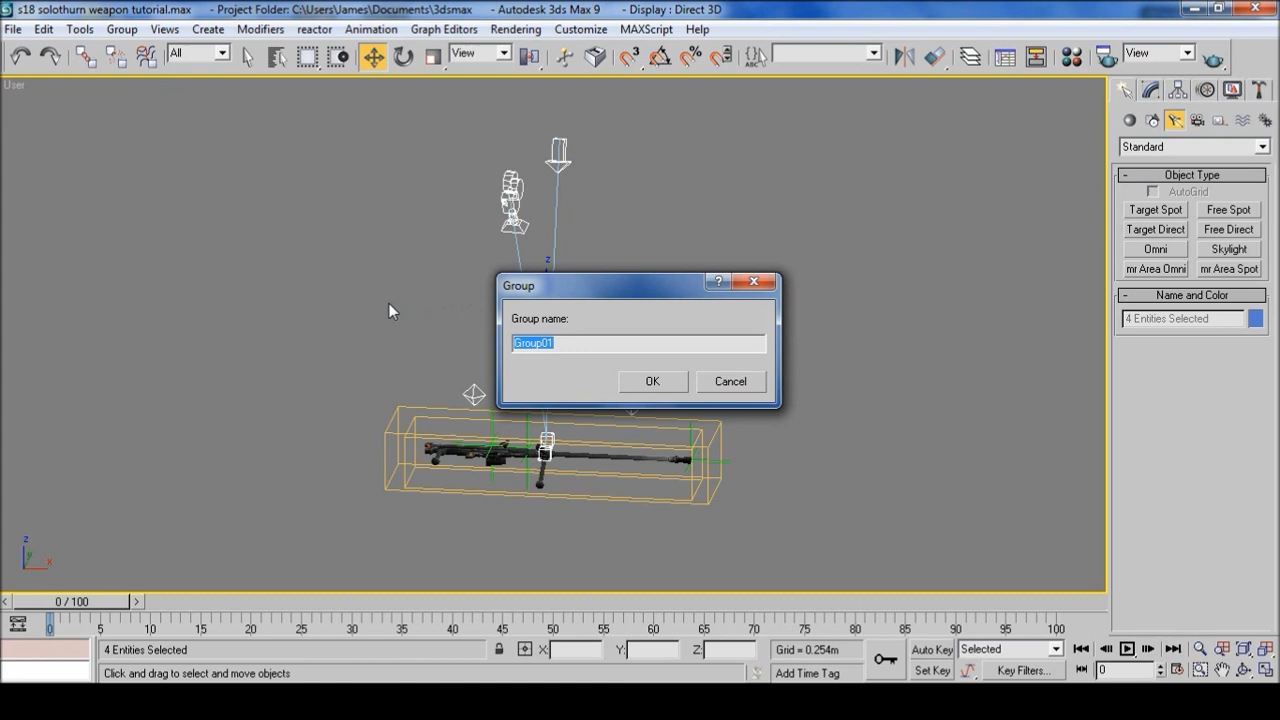 s18 solothurn weapon tutorial.max - Project Folder: C:\Users\James\Documents\3dsmax - Autodesk 3ds Max 9 - Display : Direct 3D
File Edit Tools Group Views Create Modifiers reactor Animation Graph Editors Rendering Customize MAXScript Help
All View View
User
Standard
Object Type
AutoGrid
Target Spot Free Spot
Target Direct Free Direct
Omni Skylight
mr Area Omni mr Area Spot
Name and Color
4 Entities Selected
z
Group
Group name:
Group01
OK Cancel
z
y
x
0 / 100
0 5 10 15 20 25 30 35 40 45 50 55 60 65 70 75 80 85 90 95 100
4 Entities Selected X: Y: Z: Grid = 0.254m Auto Key Selected
Click and drag to select and move objects Add Time Tag Set Key Key Filters... 0